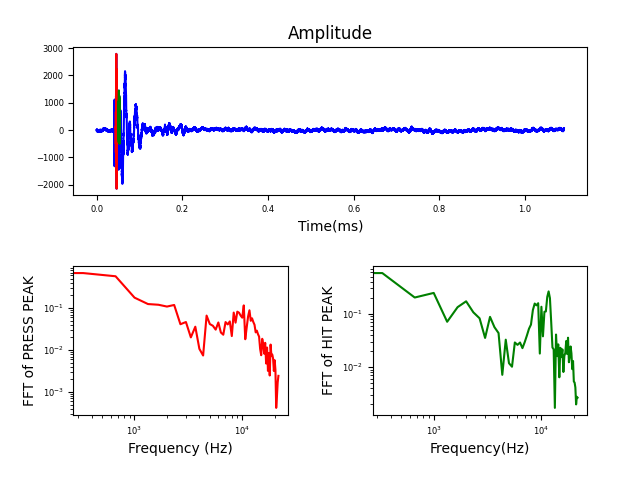 Amplitude
3000
2000
1000
0
−1000
−2000
0.0 0.2 0.4 0.6 0.8 1.0
Time(ms)
FFT of PRESS PEAK
10⁻¹
10⁻²
10⁻³
10³ 10⁴
Frequency (Hz)
FFT of HIT PEAK
10⁻¹
10⁻²
10³ 10⁴
Frequency(Hz)